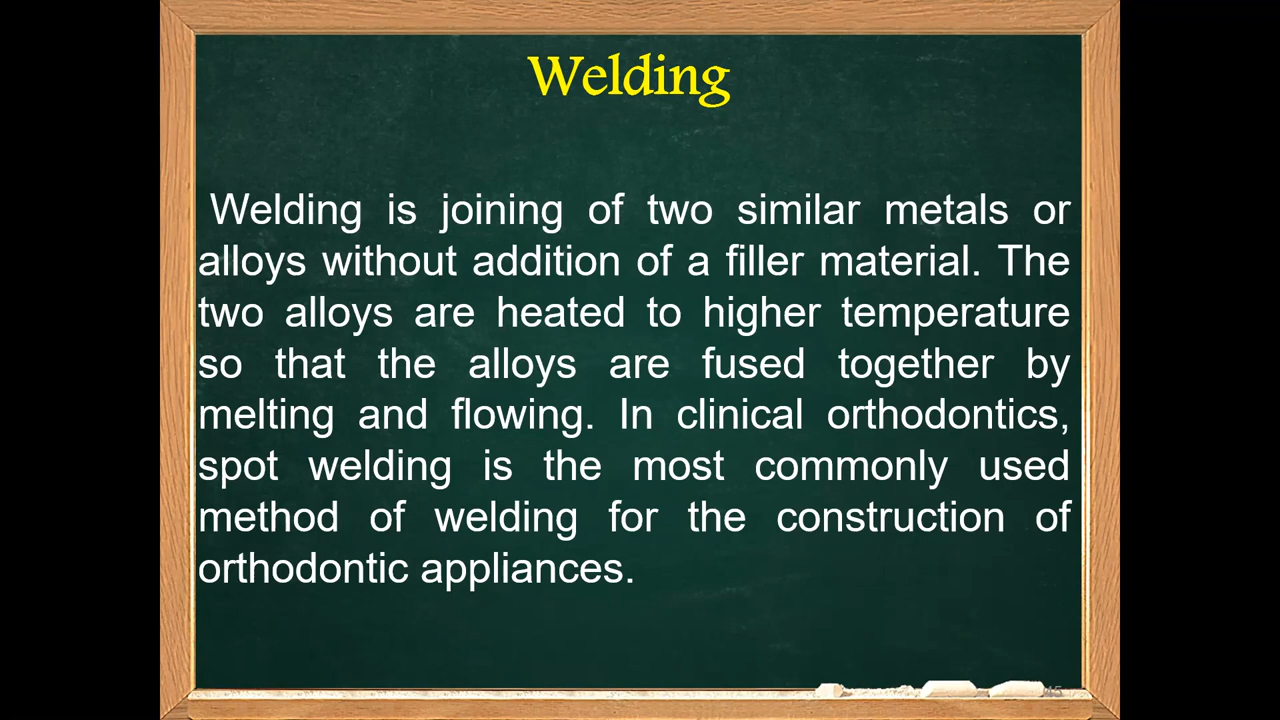 Welding
Welding is joining of two similar metals or
alloys without addition of a filler material. The
two alloys are heated to higher temperature
so that the alloys are fused together by
melting and flowing. In clinical orthodontics,
spot welding is the most commonly used
method of welding for the construction of
orthodontic appliances.